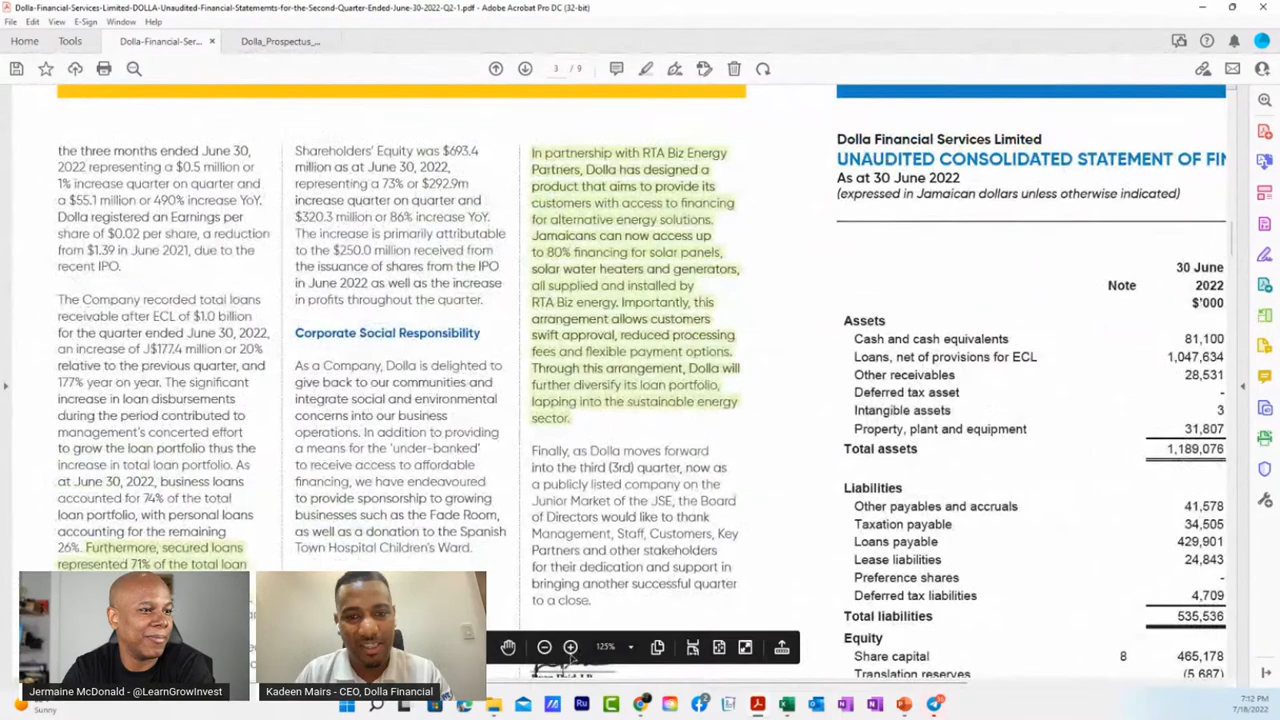 Dolla-Financial-Services-Limited-DOLLA-Unaudited-Financial-Statememts-for-the-Second-Quarter-Ended-June-30-2022-Q2-1.pdf - Adobe Acrobat Pro DC (32-bit)
File Edit View E-Sign Window Help
Home Tools Dolla-Financial-Ser... × Dolla_Prospectus_...
3 / 9
the three months ended June 30,
2022 representing a $0.5 million or
1% increase quarter on quarter and
a $55.1 million or 490% increase YoY.
Dolla registered an Earnings per
share of $0.02 per share, a reduction
from $1.39 in June 2021, due to the
recent IPO.
The Company recorded total loans
receivable after ECL of $1.0 billion
for the quarter ended June 30, 2022,
an increase of J$177.4 million or 20%
relative to the previous quarter, and
177% year on year. The significant
increase in loan disbursements
during the period contributed to
management's concerted effort
to grow the loan portfolio thus the
increase in total loan portfolio. As
at June 30, 2022, business loans
accounted for 74% of the total
loan portfolio, with personal loans
accounting for the remaining
26%. Furthermore, secured loans
represented 71% of the total loan
Shareholders' Equity was $693.4
million as at June 30, 2022,
representing a 73% or $292.9m
increase quarter on quarter and
$320.3 million or 86% increase YoY.
The increase is primarily attributable
to the $250.0 million received from
the issuance of shares from the IPO
in June 2022 as well as the increase
in profits throughout the quarter.
Corporate Social Responsibility
As a Company, Dolla is delighted to
give back to our communities and
integrate social and environmental
concerns into our business
operations. In addition to providing
a means for the 'under-banked'
to receive access to affordable
financing, we have endeavoured
to provide sponsorship to growing
businesses such as the Fade Room,
as well as a donation to the Spanish
Town Hospital Children's Ward.
In partnership with RTA Biz Energy
Partners, Dolla has designed a
product that aims to provide its
customers with access to financing
for alternative energy solutions.
Jamaicans can now access up
to 80% financing for solar panels,
solar water heaters and generators,
all supplied and installed by
RTA Biz energy. Importantly, this
arrangement allows customers
swift approval, reduced processing
fees and flexible payment options.
Through this arrangement, Dolla will
further diversify its loan portfolio,
lapping into the sustainable energy
sector.
Finally, as Dolla moves forward
into the third (3rd) quarter, now as
a publicly listed company on the
Junior Market of the JSE, the Board
of Directors would like to thank
Management, Staff, Customers, Key
Partners and other stakeholders
for their dedication and support in
bringing another successful quarter
to a close.
Dolla Financial Services Limited
UNAUDITED CONSOLIDATED STATEMENT OF FIN
As at 30 June 2022
(expressed in Jamaican dollars unless otherwise indicated)
30 June
Note 2022
$'000
Assets
Cash and cash equivalents 81,100
Loans, net of provisions for ECL 1,047,634
Other receivables 28,531
Deferred tax asset -
Intangible assets 3
Property, plant and equipment 31,807
Total assets 1,189,076
Liabilities
Other payables and accruals 41,578
Taxation payable 34,505
Loans payable 429,901
Lease liabilities 24,843
Preference shares -
Deferred tax liabilities 4,709
Total liabilities 535,536
Equity
Share capital 8 465,178
Translation reserves (5,687)
125%
Jermaine McDonald - @LearnGrowInvest
Kadeen Mairs - CEO, Dolla Financial
Sunny
7:12 PM
7/18/2022